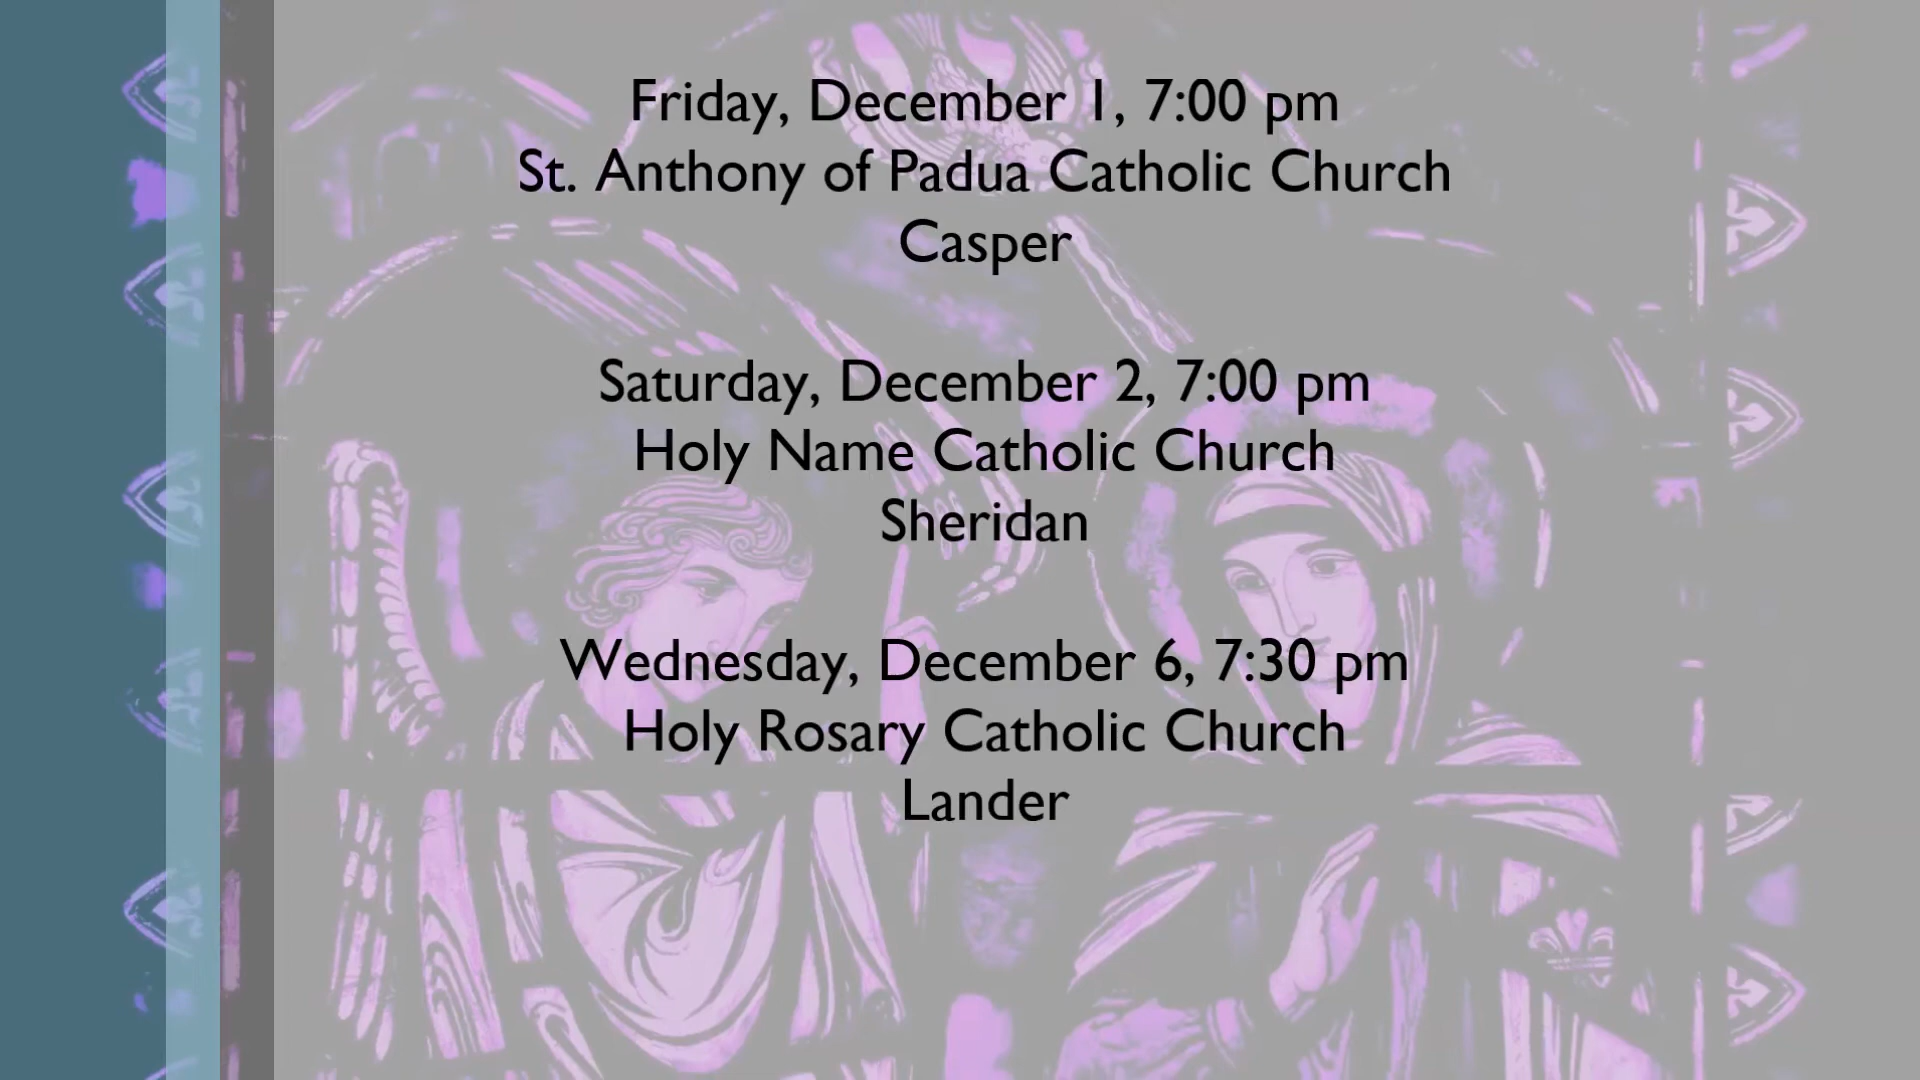 Friday, December 1, 7:00 pm
St. Anthony of Padua Catholic Church
Casper
Saturday, December 2, 7:00 pm
Holy Name Catholic Church
Sheridan
Wednesday, December 6, 7:30 pm
Holy Rosary Catholic Church
Lander